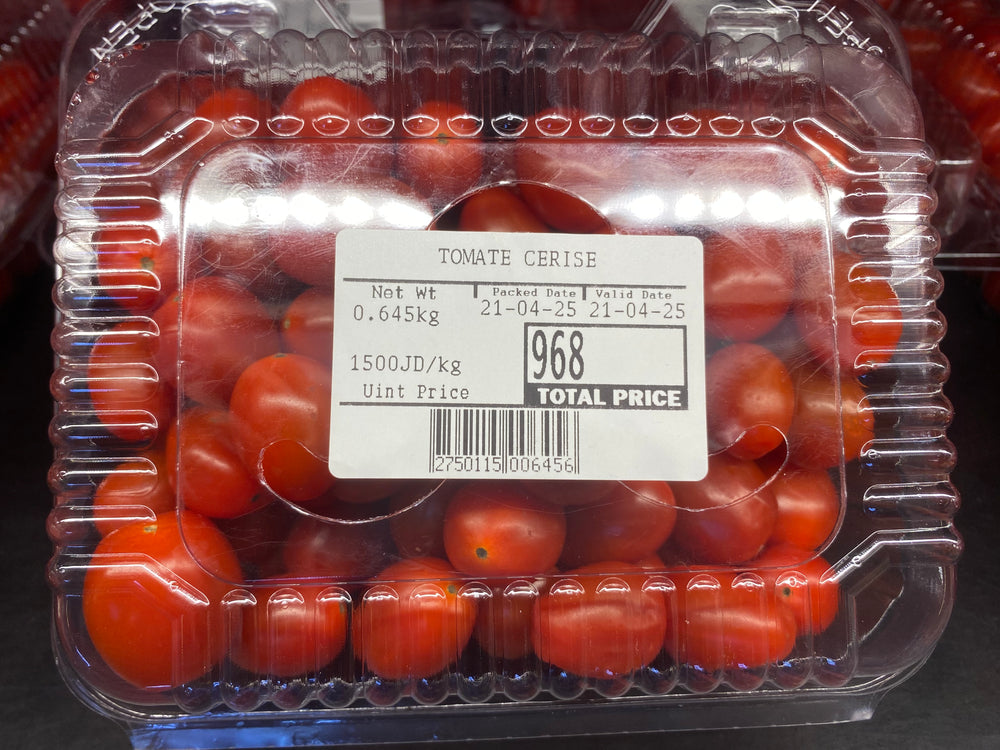 OPEN
TOMATE CERISE
Net Wt
Packed Date
Valid Date
0.645kg
21-04-25
21-04-25
1500JD/kg
Uint Price
968
TOTAL PRICE
2750115 006456